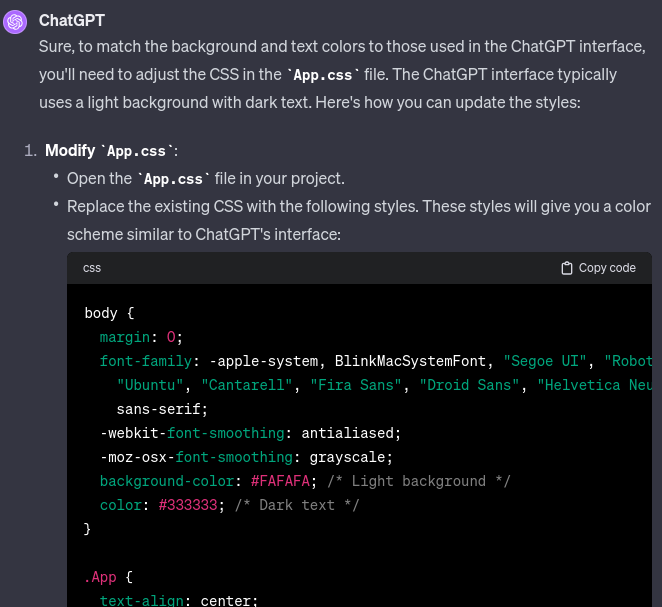 ChatGPT
Sure, to match the background and text colors to those used in the ChatGPT interface,
you'll need to adjust the CSS in the `App.css` file. The ChatGPT interface typically
uses a light background with dark text. Here's how you can update the styles:
1. Modify `App.css`:
• Open the `App.css` file in your project.
• Replace the existing CSS with the following styles. These styles will give you a color
scheme similar to ChatGPT's interface:
css Copy code
body {
  margin: 0;
  font-family: -apple-system, BlinkMacSystemFont, "Segoe UI", "Robot
    "Ubuntu", "Cantarell", "Fira Sans", "Droid Sans", "Helvetica Neu
    sans-serif;
  -webkit-font-smoothing: antialiased;
  -moz-osx-font-smoothing: grayscale;
  background-color: #FAFAFA; /* Light background */
  color: #333333; /* Dark text */
}
.App {
  text-align: center;